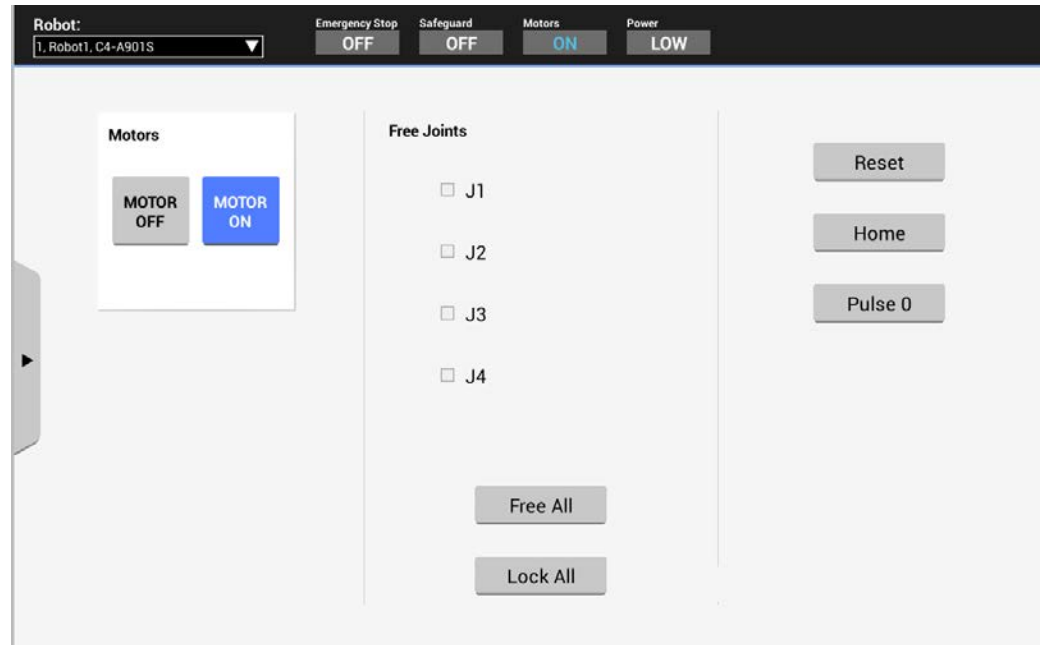 Robot:
1, Robot1, C4-A901S
Emergency Stop
OFF
Safeguard
OFF
Motors
ON
Power
LOW
Motors
MOTOR
OFF
MOTOR
ON
Free Joints
J1
J2
J3
J4
Free All
Lock All
Reset
Home
Pulse 0